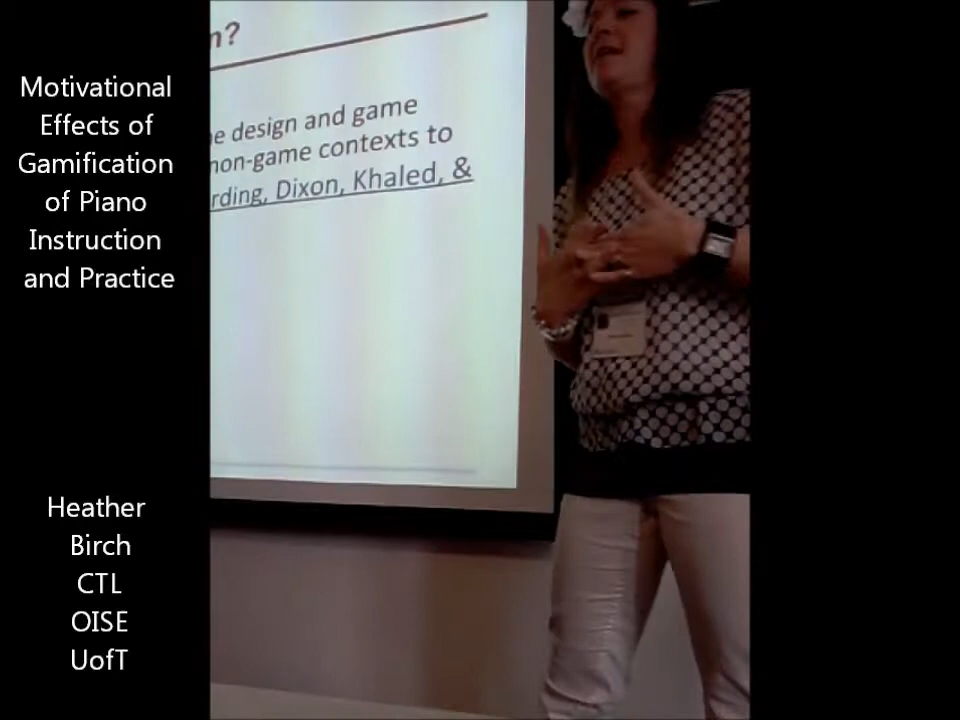 Motivational
Effects of
Gamification
of Piano
Instruction
and Practice
n?
e design and game
non-game contexts to
rding, Dixon, Khaled, &
Heather
Birch
CTL
OISE
UofT